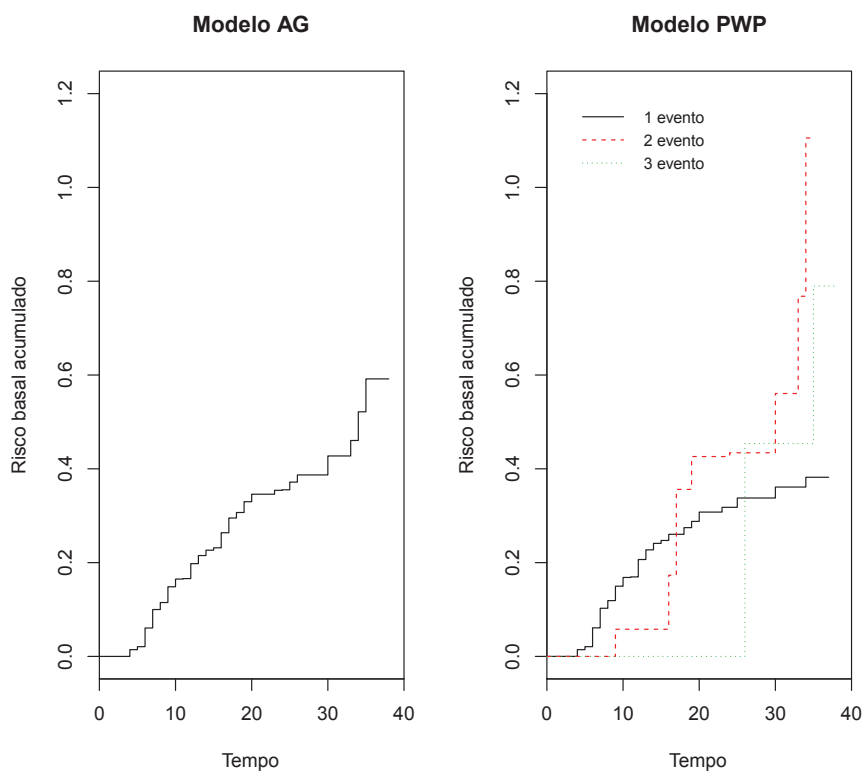 Modelo AG
Risco basal acumulado
0.0 0.2 0.4 0.6 0.8 1.0 1.2
0 10 20 30 40
Tempo
Modelo PWP
1 evento
2 evento
3 evento
Risco basal acumulado
0.0 0.2 0.4 0.6 0.8 1.0 1.2
0 10 20 30 40
Tempo